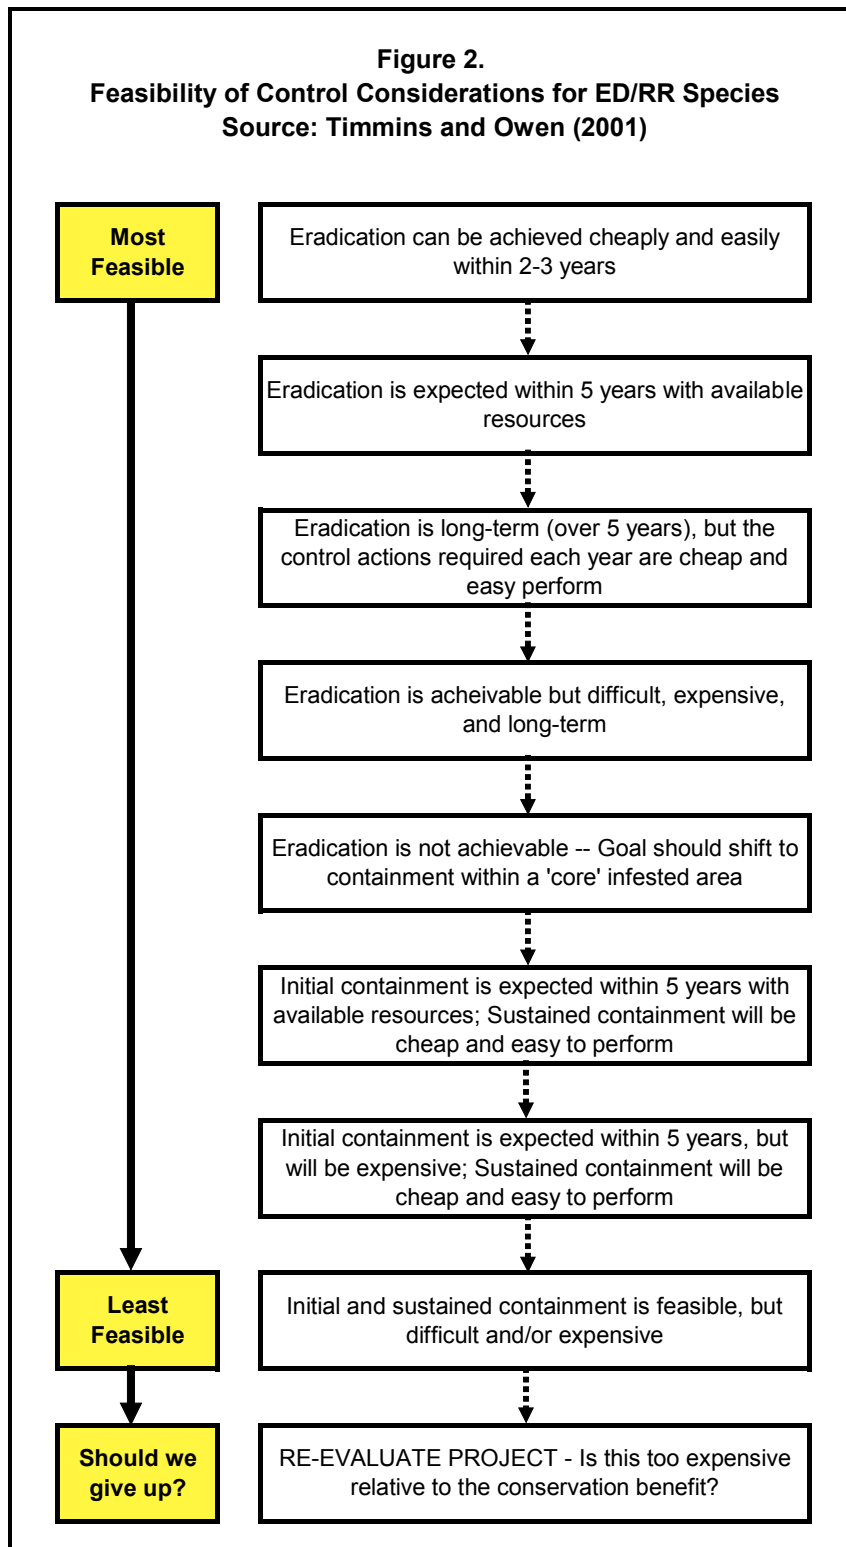 Figure 2.
Feasibility of Control Considerations for ED/RR Species
Source: Timmins and Owen (2001)
Most
Feasible
Eradication can be achieved cheaply and easily
within 2-3 years
Eradication is expected within 5 years with available
resources
Eradication is long-term (over 5 years), but the
control actions required each year are cheap and
easy perform
Eradication is acheivable but difficult, expensive,
and long-term
Eradication is not achievable -- Goal should shift to
containment within a 'core' infested area
Initial containment is expected within 5 years with
available resources; Sustained containment will be
cheap and easy to perform
Initial containment is expected within 5 years, but
will be expensive; Sustained containment will be
cheap and easy to perform
Least
Feasible
Initial and sustained containment is feasible, but
difficult and/or expensive
Should we
give up?
RE-EVALUATE PROJECT - Is this too expensive
relative to the conservation benefit?